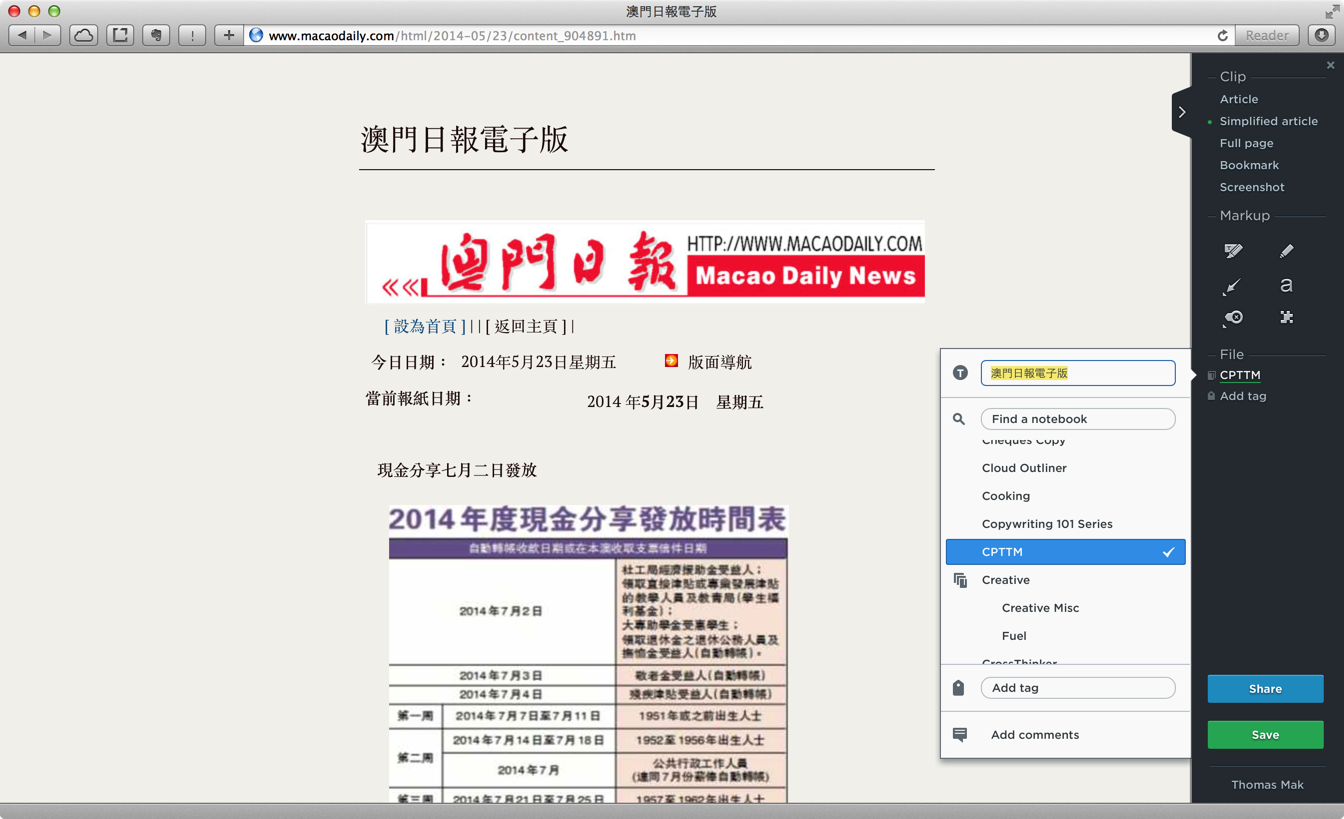 澳門日報電子版
www.macaodaily.com/html/2014-05/23/content_904891.htm
Reader
澳門日報電子版
澳門日報 HTTP://WWW.MACAODAILY.COM
Macao Daily News
[ 設為首頁 ] | | [ 返回主頁 ] |
今日日期： 2014年5月23日星期五 版面導航
當前報紙日期： 2014 年5月23日 星期五
現金分享七月二日發放
2014年度現金分享發放時間表
自動轉帳收款日期或在本澳收取支票信件日期
2014年7月2日
社工局經濟援助金受益人；
領取直接津貼或專業發展津貼
的教學人員及教青局(學生福
利基金)；
大專助學金受惠學生；
領取退休金之退休公務人員及
撫恤金受益人(自動轉帳)。
2014年7月3日 敬老金受益人(自動轉帳)
2014年7月4日 殘疾津貼受益人(自動轉帳)
第一周 2014年7月7日至7月11日 1951年或之前出生人士
第二周 2014年7月14日至7月18日 1952至1956年出生人士
2014年7月 公共行政工作人員
(連同7月份薪俸自動轉帳)
第三周 2014年7月21日至7月25日 1957至1962年出生人士
T 澳門日報電子版
Find a notebook
Cheques Copy
Cloud Outliner
Cooking
Copywriting 101 Series
CPTTM
Creative
Creative Misc
Fuel
CrossThinker
Add tag
Add comments
Clip
Article
Simplified article
Full page
Bookmark
Screenshot
Markup
a
File
CPTTM
Add tag
Share
Save
Thomas Mak